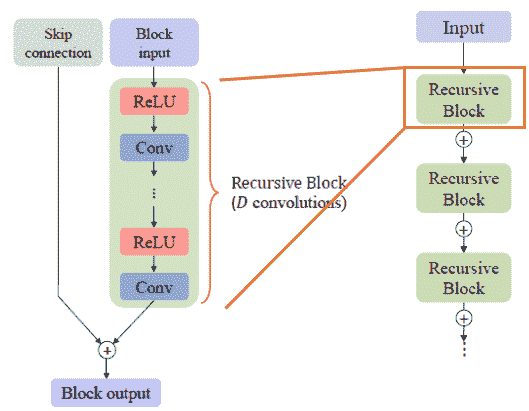 Skip
connection
Block
input
ReLU
Conv
...
ReLU
Conv
+
Block output
Recursive Block
(D convolutions)
Input
Recursive
Block
+
Recursive
Block
+
Recursive
Block
+
...